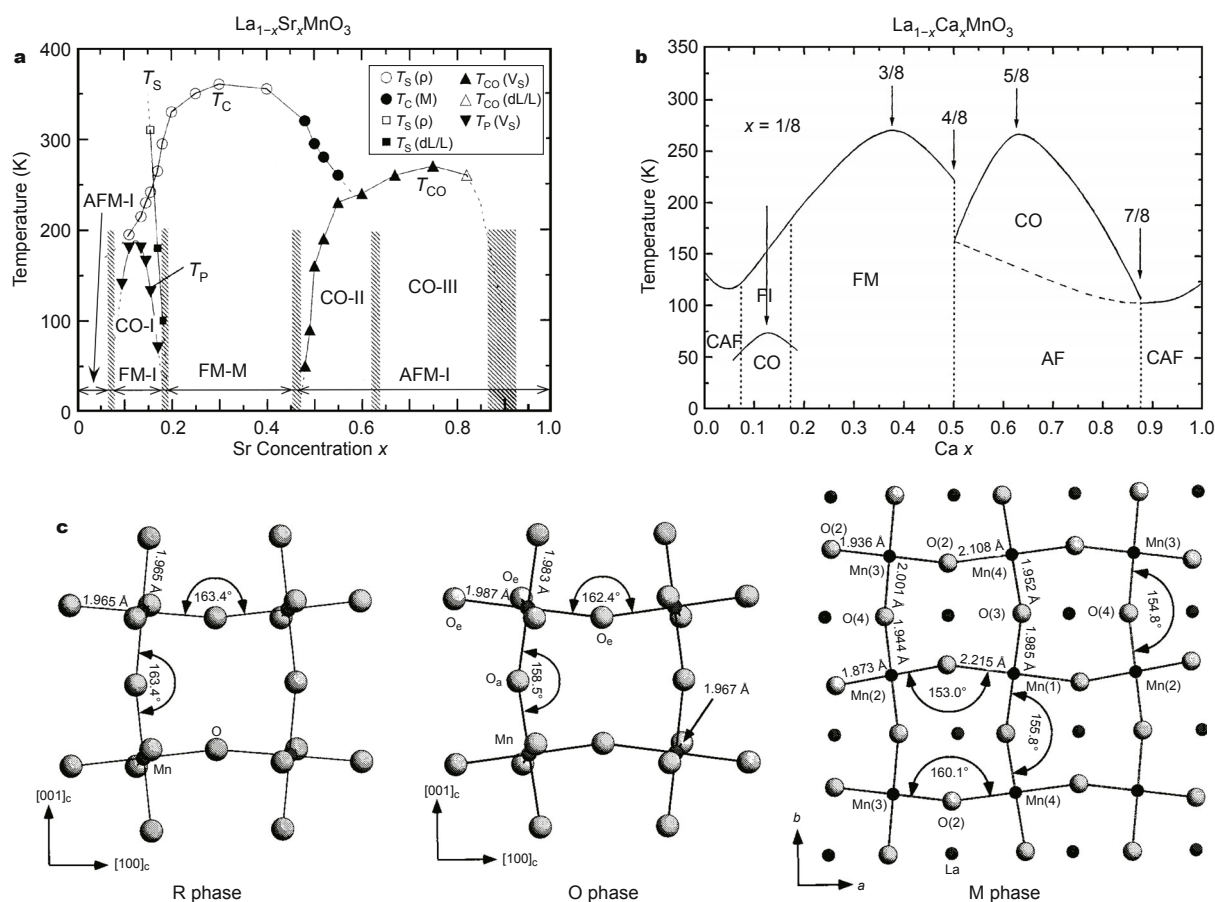 La1−xSrxMnO3
a
Temperature (K)
400
300
200
100
0
0.0 0.2 0.4 0.6 0.8 1.0
Sr Concentration x
TS
TC
TS (ρ)
TC (M)
TS (ρ)
TS (dL/L)
TCO (VS)
TCO (dL/L)
TP (VS)
AFM-I
TP
TCO
CO-I
CO-II
CO-III
FM-I
FM-M
AFM-I
La1−xCaxMnO3
b
Temperature (K)
350
300
250
200
150
100
50
0
0.0 0.1 0.2 0.3 0.4 0.5 0.6 0.7 0.8 0.9 1.0
Ca x
x = 1/8
3/8
4/8
5/8
7/8
CO
FI
FM
CAF
CO
AF
CAF
c
1.965 Å
1.965 Å
163.4°
163.4°
O
Mn
[001]c
[100]c
R phase
1.983 Å
Oe
1.987 Å
162.4°
Oe
Oe
Oa
158.5°
1.967 Å
Mn
[001]c
[100]c
O phase
O(2)
1.936 Å
O(2)
2.108 Å
Mn(3)
Mn(3)
Mn(4)
2.001 Å
1.952 Å
154.8°
O(4)
O(3)
O(4)
1.944 Å
1.985 Å
1.873 Å
2.215 Å
Mn(2)
153.0°
Mn(1)
Mn(2)
155.8°
160.1°
Mn(3)
O(2)
Mn(4)
b
a
La
M phase